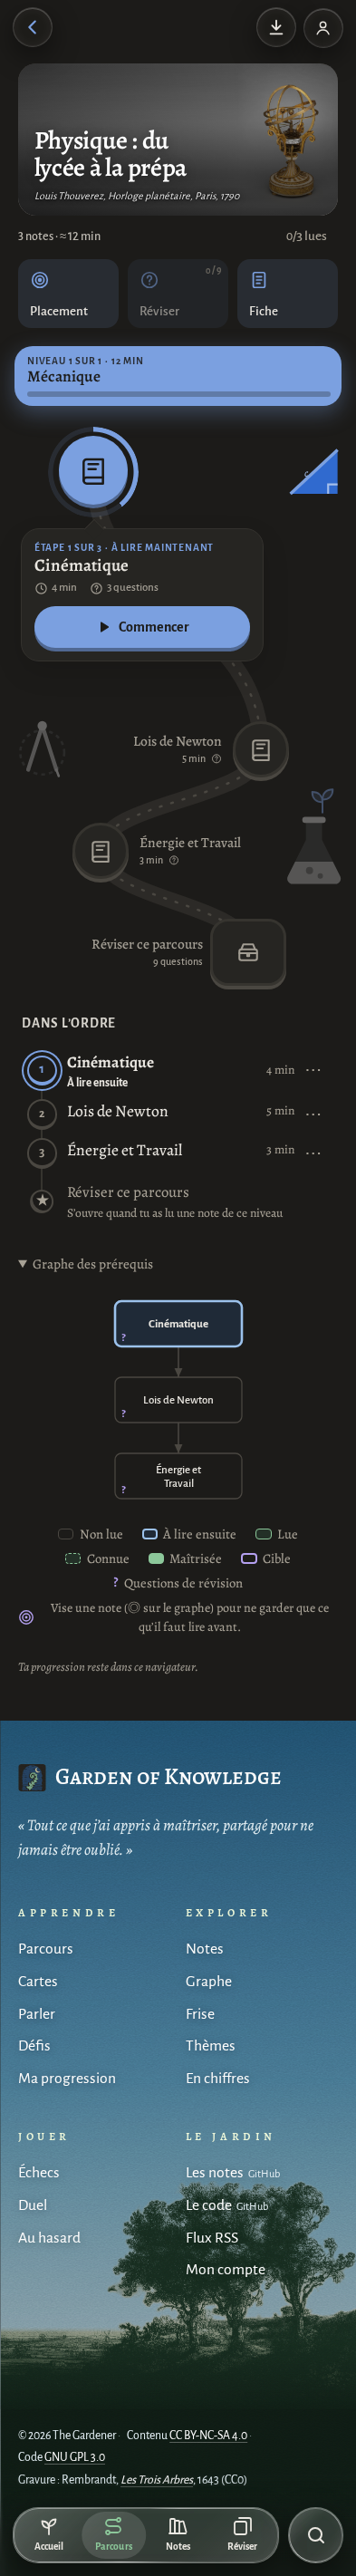 Physique : du
lycée à la prépa
Louis Thouverez, Horloge planétaire, Paris, 1790
3 notes · ≈ 12 min
0/3 lues
Placement
0 / 9
Réviser
Fiche
NIVEAU 1 SUR 1 · 12 MIN
Mécanique
ÉTAPE 1 SUR 3 · À LIRE MAINTENANT
Cinématique
4 min 3 questions
Commencer
Lois de Newton
5 min
Énergie et Travail
3 min
Réviser ce parcours
9 questions
DANS L'ORDRE
1 Cinématique 4 min ...
À lire ensuite
2 Lois de Newton 5 min ...
3 Énergie et Travail 3 min ...
Réviser ce parcours
S'ouvre quand tu as lu une note de ce niveau
▼ Graphe des prérequis
Cinématique
?
Lois de Newton
?
Énergie et
Travail
?
Non lue À lire ensuite Lue
Connue Maîtrisée Cible
? Questions de révision
Vise une note (◎ sur le graphe) pour ne garder que ce
qu'il faut lire avant.
Ta progression reste dans ce navigateur.
GARDEN OF KNOWLEDGE
« Tout ce que j'ai appris à maîtriser, partagé pour ne
jamais être oublié. »
APPRENDRE
Parcours
Cartes
Parler
Défis
Ma progression
EXPLORER
Notes
Graphe
Frise
Thèmes
En chiffres
JOUER
Échecs
Duel
Au hasard
LE JARDIN
Les notes GitHub
Le code GitHub
Flux RSS
Mon compte
© 2026 The Gardener · Contenu CC BY-NC-SA 4.0 ·
Code GNU GPL 3.0
Gravure : Rembrandt, Les Trois Arbres, 1643 (CC0)
Accueil
Parcours
Notes
Réviser